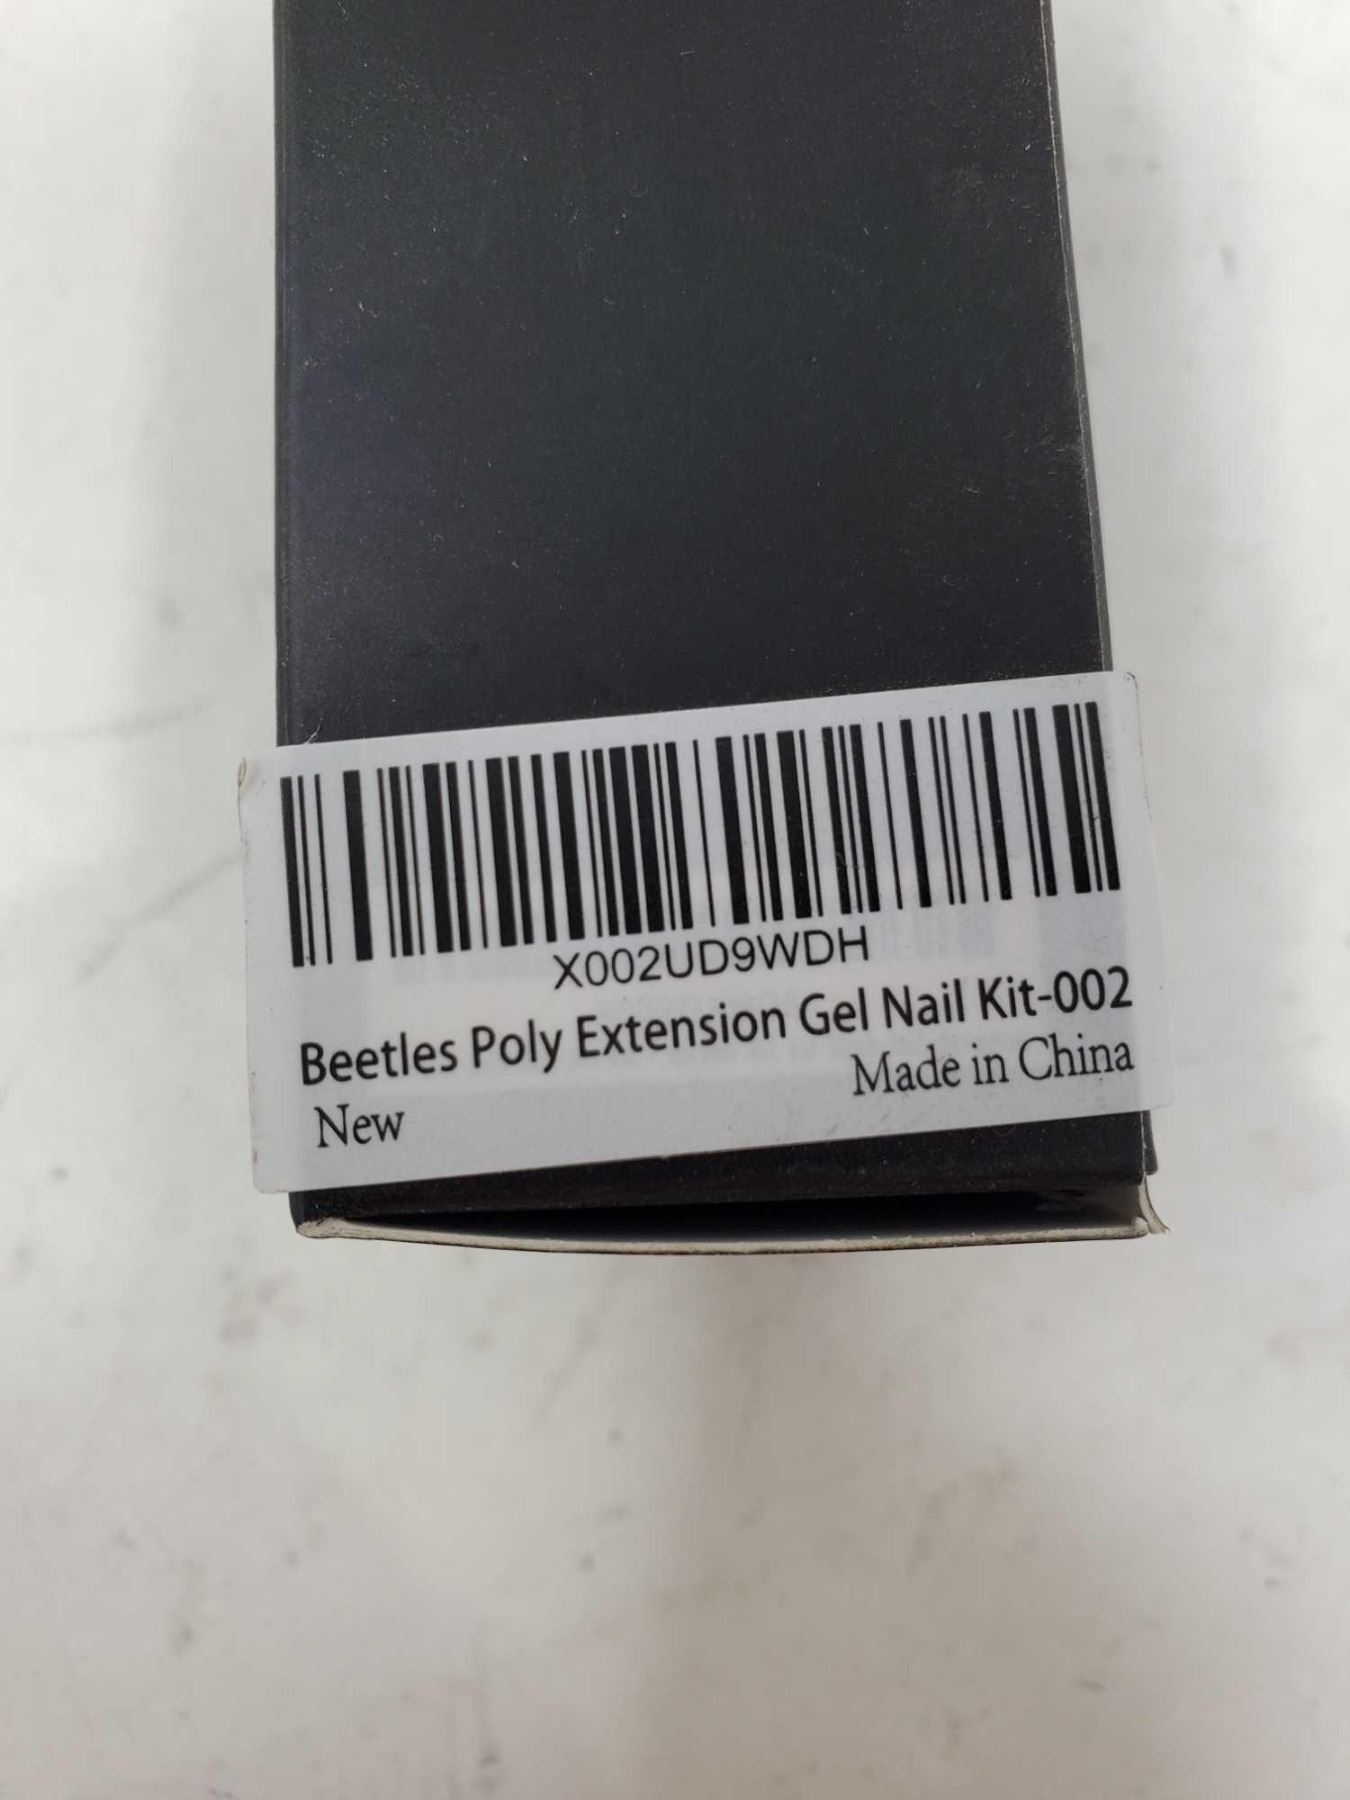 X002UD9WDH
Beetles Poly Extension Gel Nail Kit-002
Made in China
New